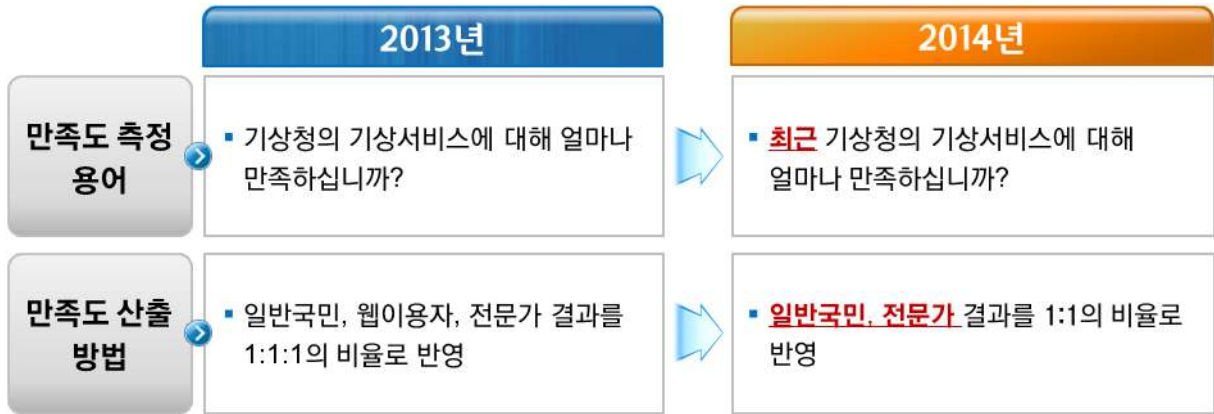 2013년
2014년
만족도 측정
용어
기상청의 기상서비스에 대해 얼마나
만족하십니까?
최근 기상청의 기상서비스에 대해
얼마나 만족하십니까?
만족도 산출
방법
일반국민, 웹이용자, 전문가 결과를
1:1:1의 비율로 반영
일반국민, 전문가 결과를 1:1의 비율로
반영